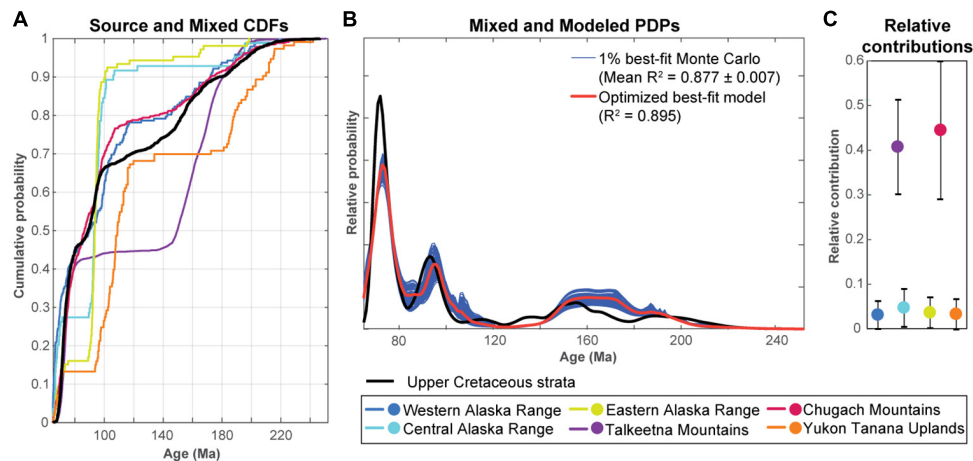 A
Source and Mixed CDFs
Cumulative probability
1
0.9
0.8
0.7
0.6
0.5
0.4
0.3
0.2
0.1
0
100
140
180
220
Age (Ma)
B
Mixed and Modeled PDPs
Relative probability
1% best-fit Monte Carlo
(Mean R² = 0.877 ± 0.007)
Optimized best-fit model
(R² = 0.895)
80
120
160
200
240
Age (Ma)
C
Relative
contributions
Relative contribution
0.6
0.5
0.4
0.3
0.2
0.1
0
Upper Cretaceous strata
Western Alaska Range
Eastern Alaska Range
Chugach Mountains
Central Alaska Range
Talkeetna Mountains
Yukon Tanana Uplands